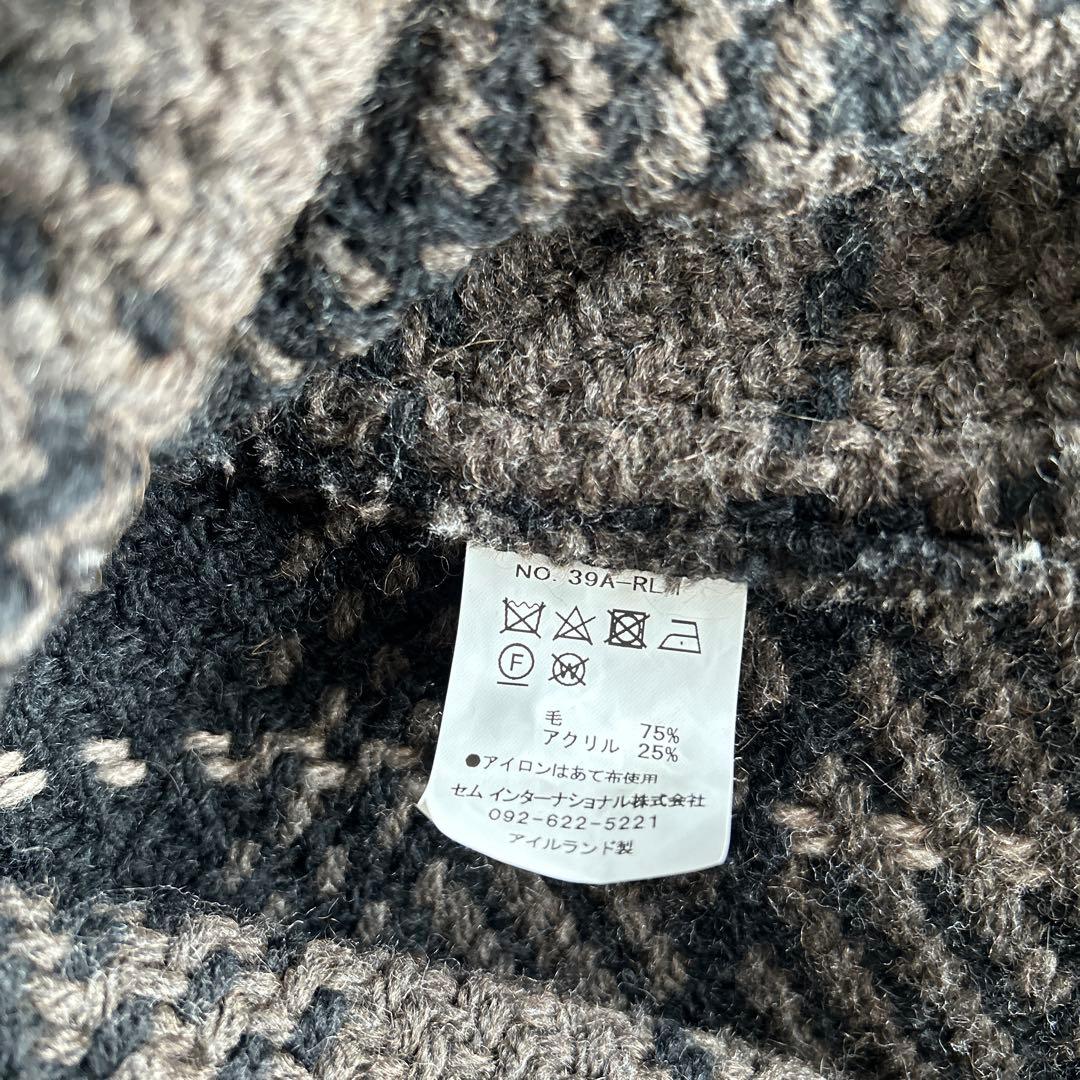 NO. 39A-RLM
F W
毛 75%
アクリル 25%
●アイロンはあて布使用
セム インターナショナル株式会社
092-622-5221
アイルランド製